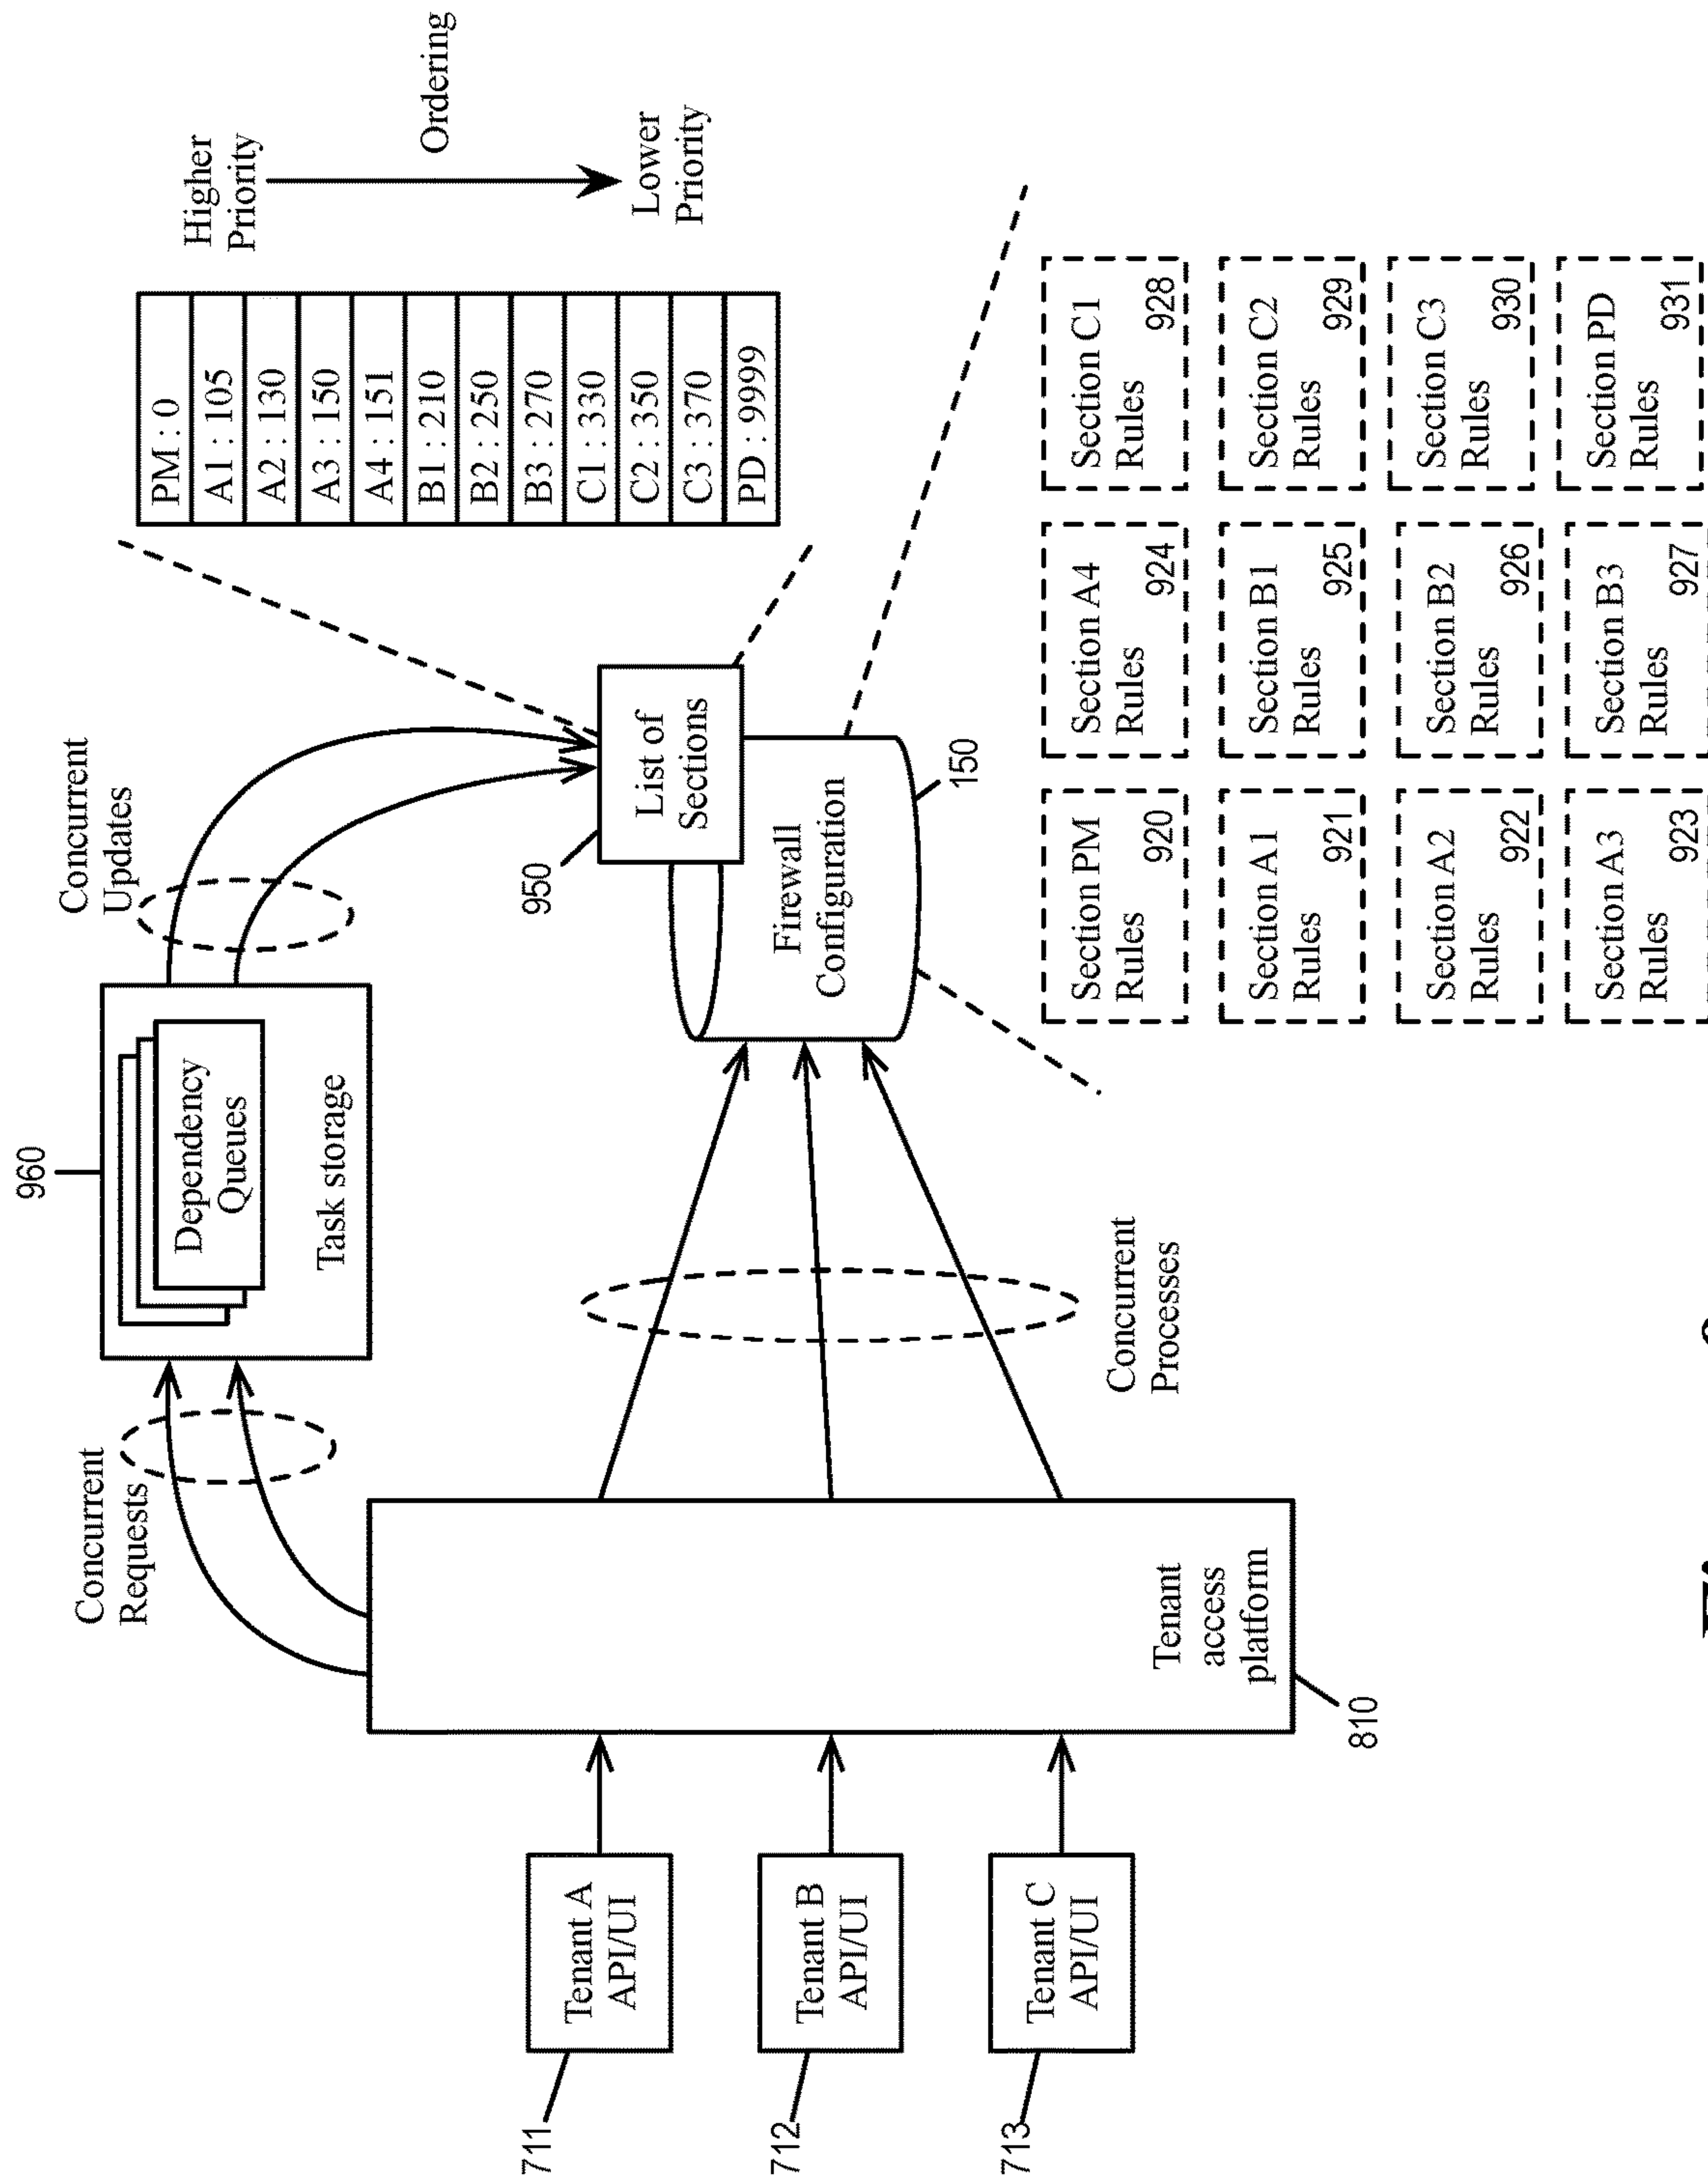 711
Tenant A
API/UI
712
Tenant B
API/UI
713
Tenant C
API/UI
Tenant
access
platform
810
Concurrent
Requests
960
Dependency
Queues
Task storage
Concurrent
Updates
Concurrent
Processes
950
List of
Sections
Firewall
Configuration
150
PM : 0
A1 : 105
A2 : 130
A3 : 150
A4 : 151
B1 : 210
B2 : 250
B3 : 270
C1 : 330
C2 : 350
C3 : 370
PD : 9999
Higher
Priority
Ordering
Lower
Priority
Section PM
Rules
920
Section A4
Rules
924
Section C1
Rules
928
Section A1
Rules
921
Section B1
Rules
925
Section C2
Rules
929
Section A2
Rules
922
Section B2
Rules
926
Section C3
Rules
930
Section A3
Rules
923
Section B3
Rules
927
Section PD
Rules
931